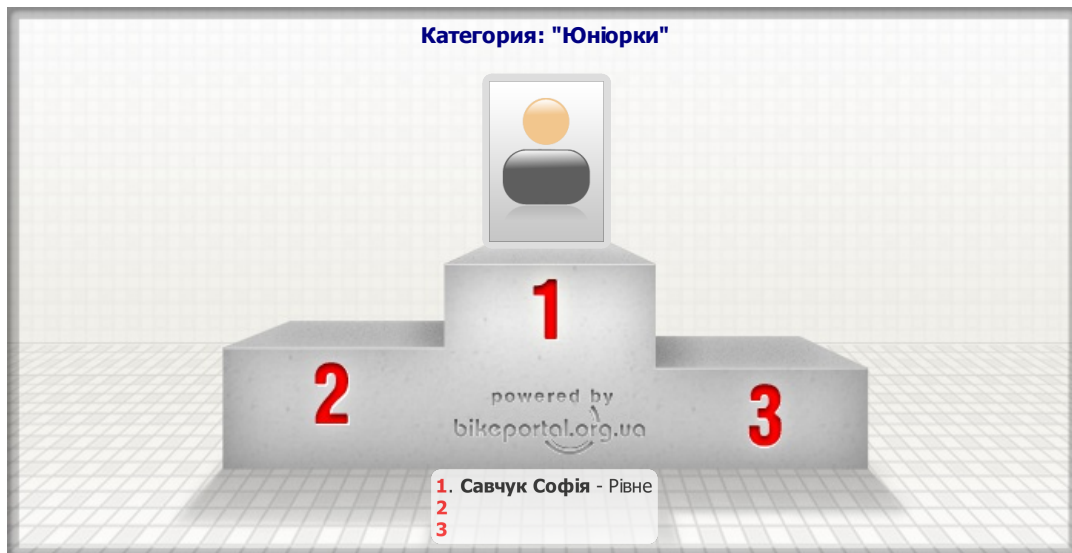 Категория: "Юніорки"
1
2
3
powered by
bikeportal.org.ua
1. Савчук Софія - Рівне
2
3